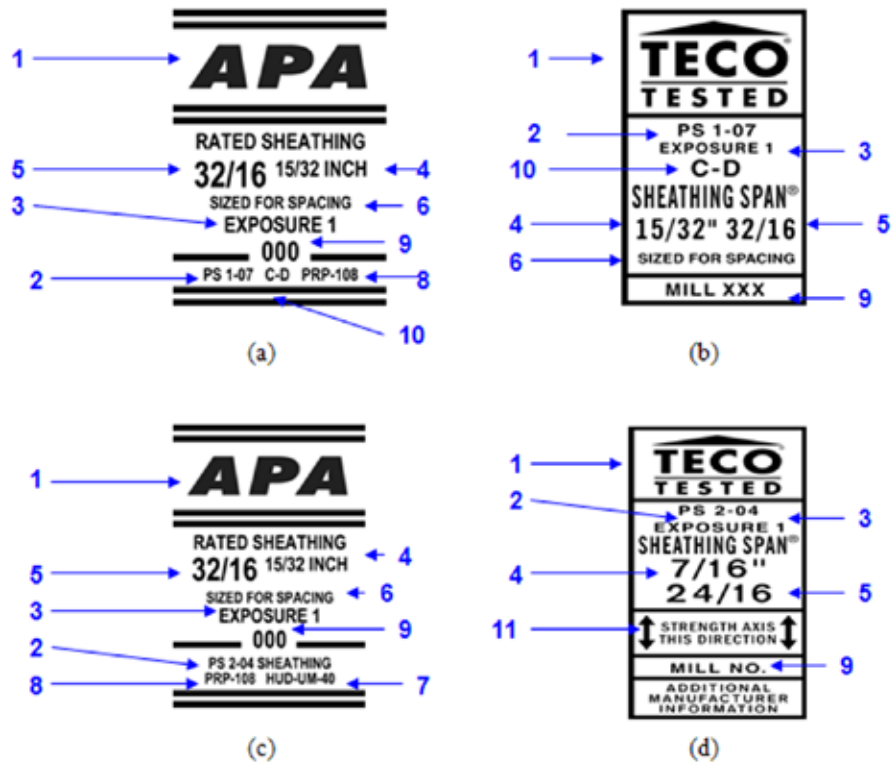 1
APA
RATED SHEATHING
5
32/16 15/32 INCH
4
SIZED FOR SPACING
6
3
EXPOSURE 1
000
9
2
PS 1-07 C-D PRP-108
8
10
(a)
1
TECO®
TESTED
2
PS 1-07
EXPOSURE 1
3
10
C-D
SHEATHING SPAN®
4
15/32" 32/16
5
6
SIZED FOR SPACING
MILL XXX
9
(b)
1
APA
RATED SHEATHING
4
5
32/16 15/32 INCH
6
SIZED FOR SPACING
3
EXPOSURE 1
000
9
2
PS 2-04 SHEATHING
8
PRP-108 HUD-UM-40
7
(c)
1
TECO
TESTED
2
PS 2-04
EXPOSURE 1
3
SHEATHING SPAN®
4
7/16"
24/16
5
11
STRENGTH AXIS
THIS DIRECTION
MILL NO.
9
ADDITIONAL
MANUFACTURER
INFORMATION
(d)